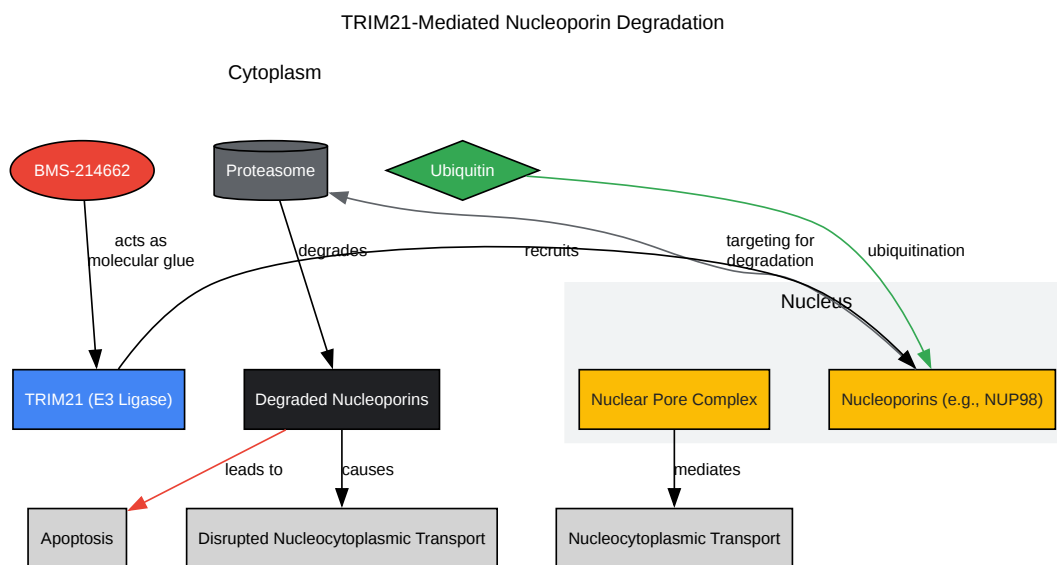 TRIM21-Mediated Nucleoporin Degradation
Cytoplasm
BMS-214662
Proteasome
Ubiquitin
acts as
molecular glue
degrades
recruits
targeting for
degradation
ubiquitination
Nucleus
TRIM21 (E3 Ligase)
Degraded Nucleoporins
Nuclear Pore Complex
Nucleoporins (e.g., NUP98)
leads to
causes
mediates
Apoptosis
Disrupted Nucleocytoplasmic Transport
Nucleocytoplasmic Transport